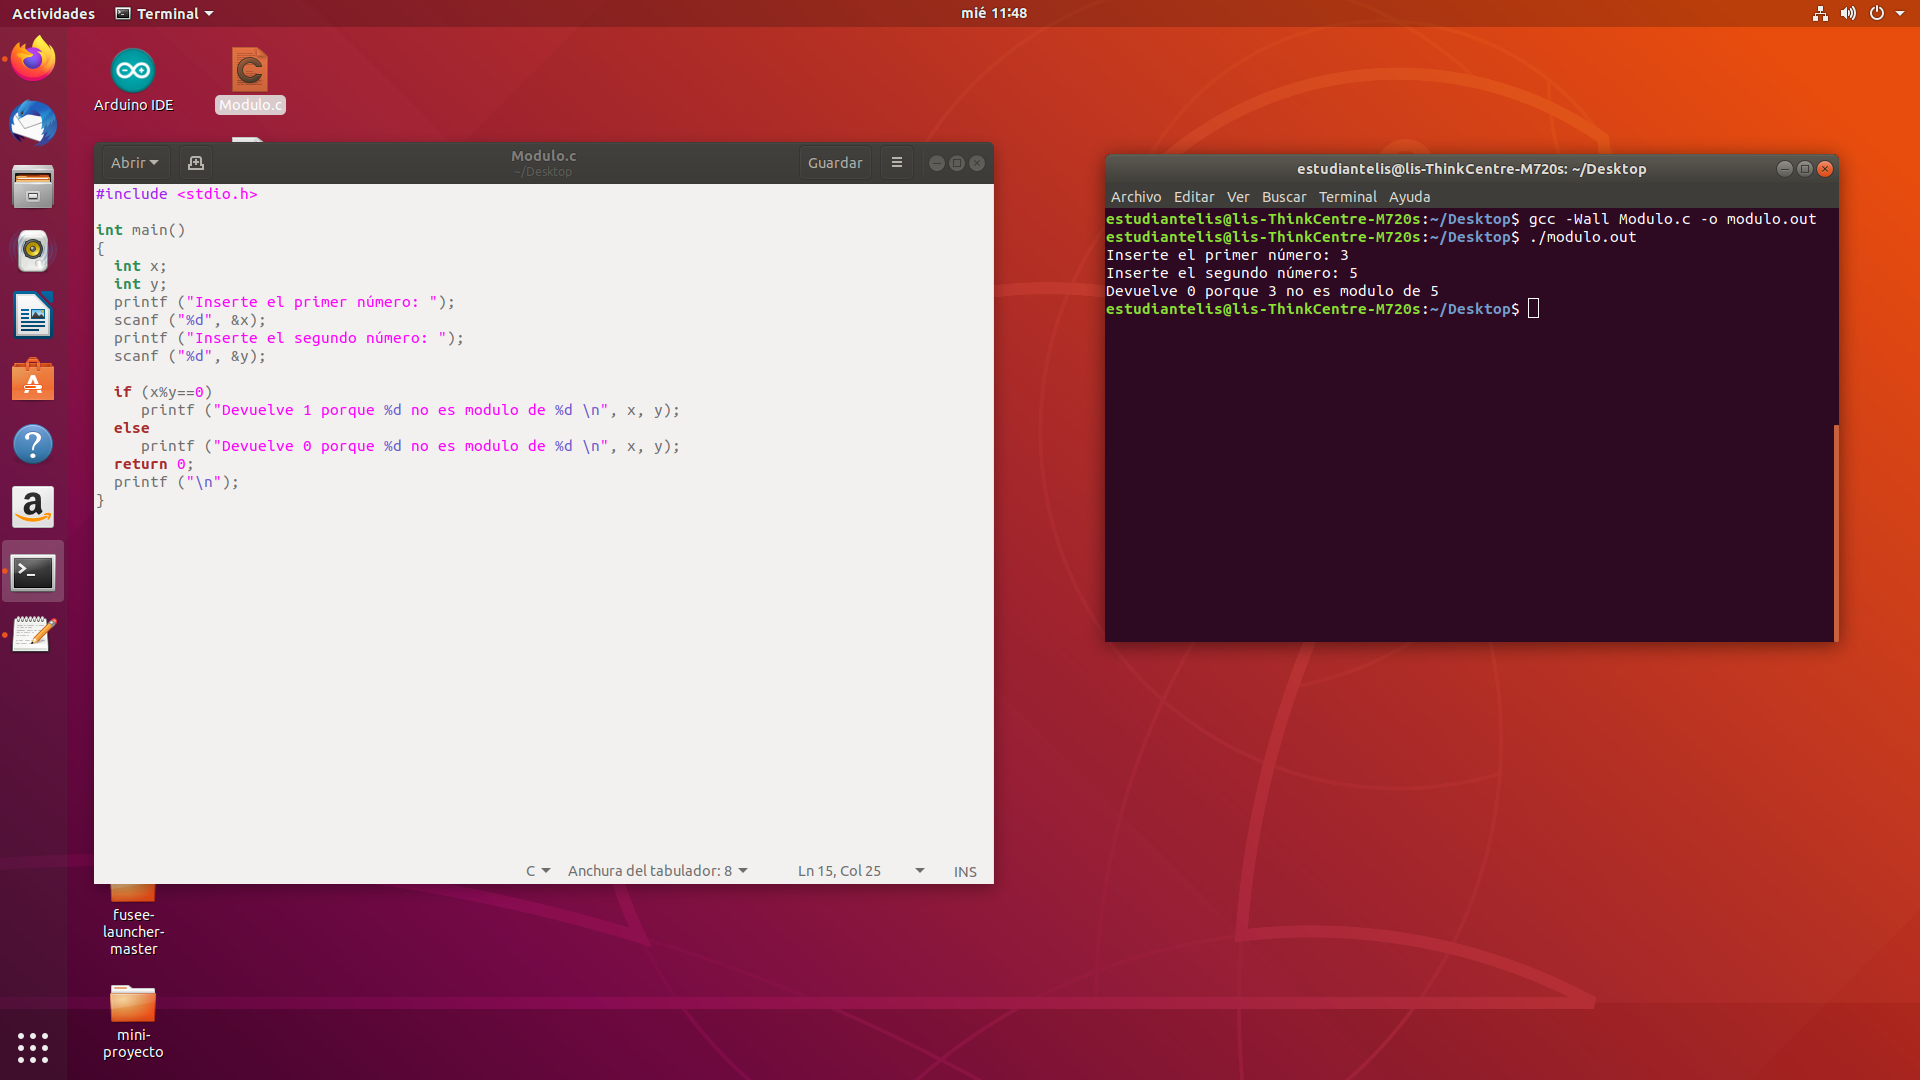 Actividades Terminal mié 11:48
Arduino IDE
Modulo.c
Abrir Modulo.c Guardar
~/Desktop
#include <stdio.h>
int main()
{
int x;
int y;
printf ("Inserte el primer número: ");
scanf ("%d", &x);
printf ("Inserte el segundo número: ");
scanf ("%d", &y);
if (x%y==0)
printf ("Devuelve 1 porque %d no es modulo de %d \n", x, y);
else
printf ("Devuelve 0 porque %d no es modulo de %d \n", x, y);
return 0;
printf ("\n");
}
C Anchura del tabulador: 8 Ln 15, Col 25 INS
estudiantelis@lis-ThinkCentre-M720s: ~/Desktop
Archivo Editar Ver Buscar Terminal Ayuda
estudiantelis@lis-ThinkCentre-M720s:~/Desktop$ gcc -Wall Modulo.c -o modulo.out
estudiantelis@lis-ThinkCentre-M720s:~/Desktop$ ./modulo.out
Inserte el primer número: 3
Inserte el segundo número: 5
Devuelve 0 porque 3 no es modulo de 5
estudiantelis@lis-ThinkCentre-M720s:~/Desktop$
fusee-
launcher-
master
mini-
proyecto